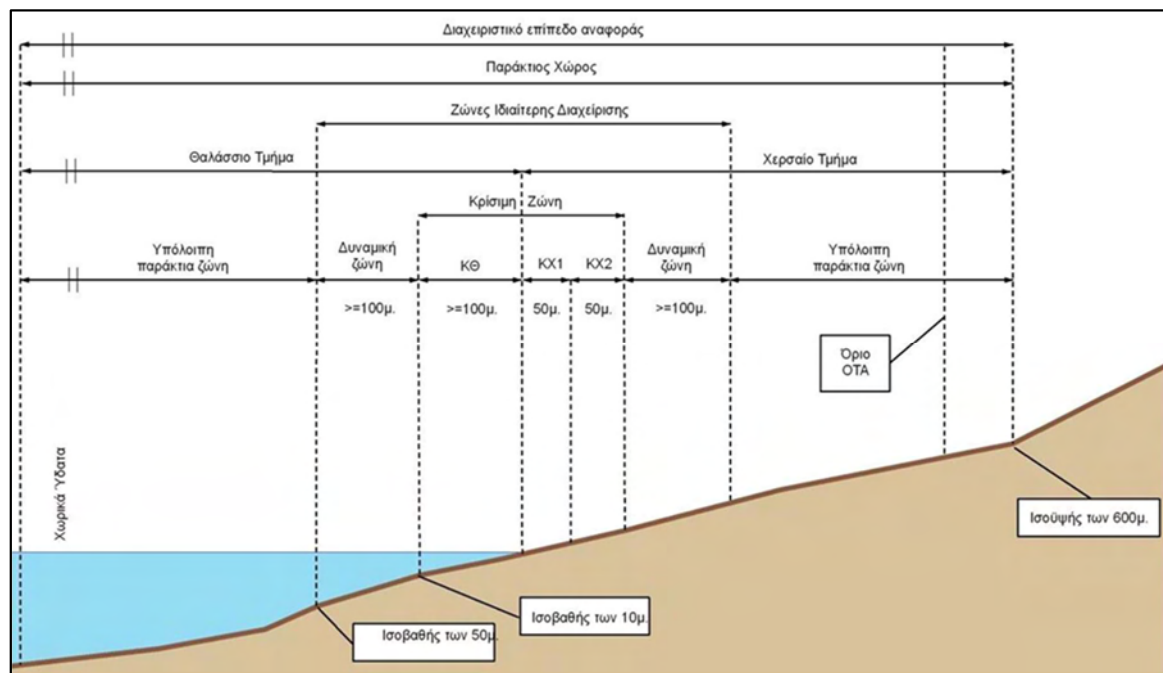 Διαχειριστικό επίπεδο αναφοράς
Παράκτιος Χώρος
Ζώνες Ιδιαίτερης Διαχείρισης
Θαλάσσιο Τμήμα
Χερσαίο Τμήμα
Κρίσιμη Ζώνη
Υπόλοιπη
παράκτια ζώνη
Δυναμική
ζώνη
ΚΘ
ΚΧ1
ΚΧ2
Δυναμική
ζώνη
Υπόλοιπη
παράκτια ζώνη
>=100μ.
>=100μ.
50μ.
50μ.
>=100μ.
Όριο
ΟΤΑ
Χωρικά Ύδατα
Ισοϋψής των 600μ.
Ισοβαθής των 10μ.
Ισοβαθής των 50μ.